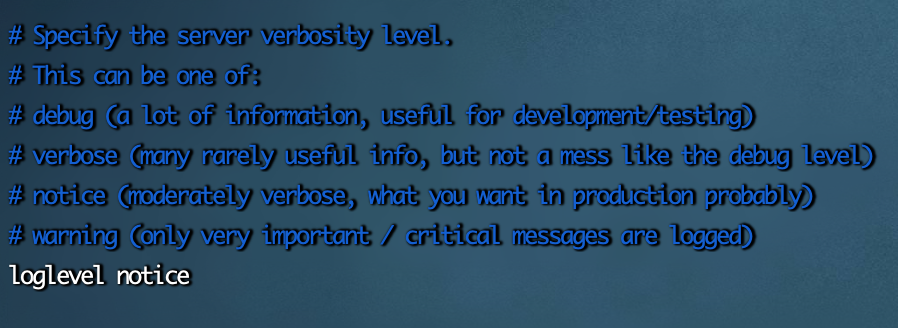 # Specify the server verbosity level.
# This can be one of:
# debug (a lot of information, useful for development/testing)
# verbose (many rarely useful info, but not a mess like the debug level)
# notice (moderately verbose, what you want in production probably)
# warning (only very important / critical messages are logged)
loglevel notice